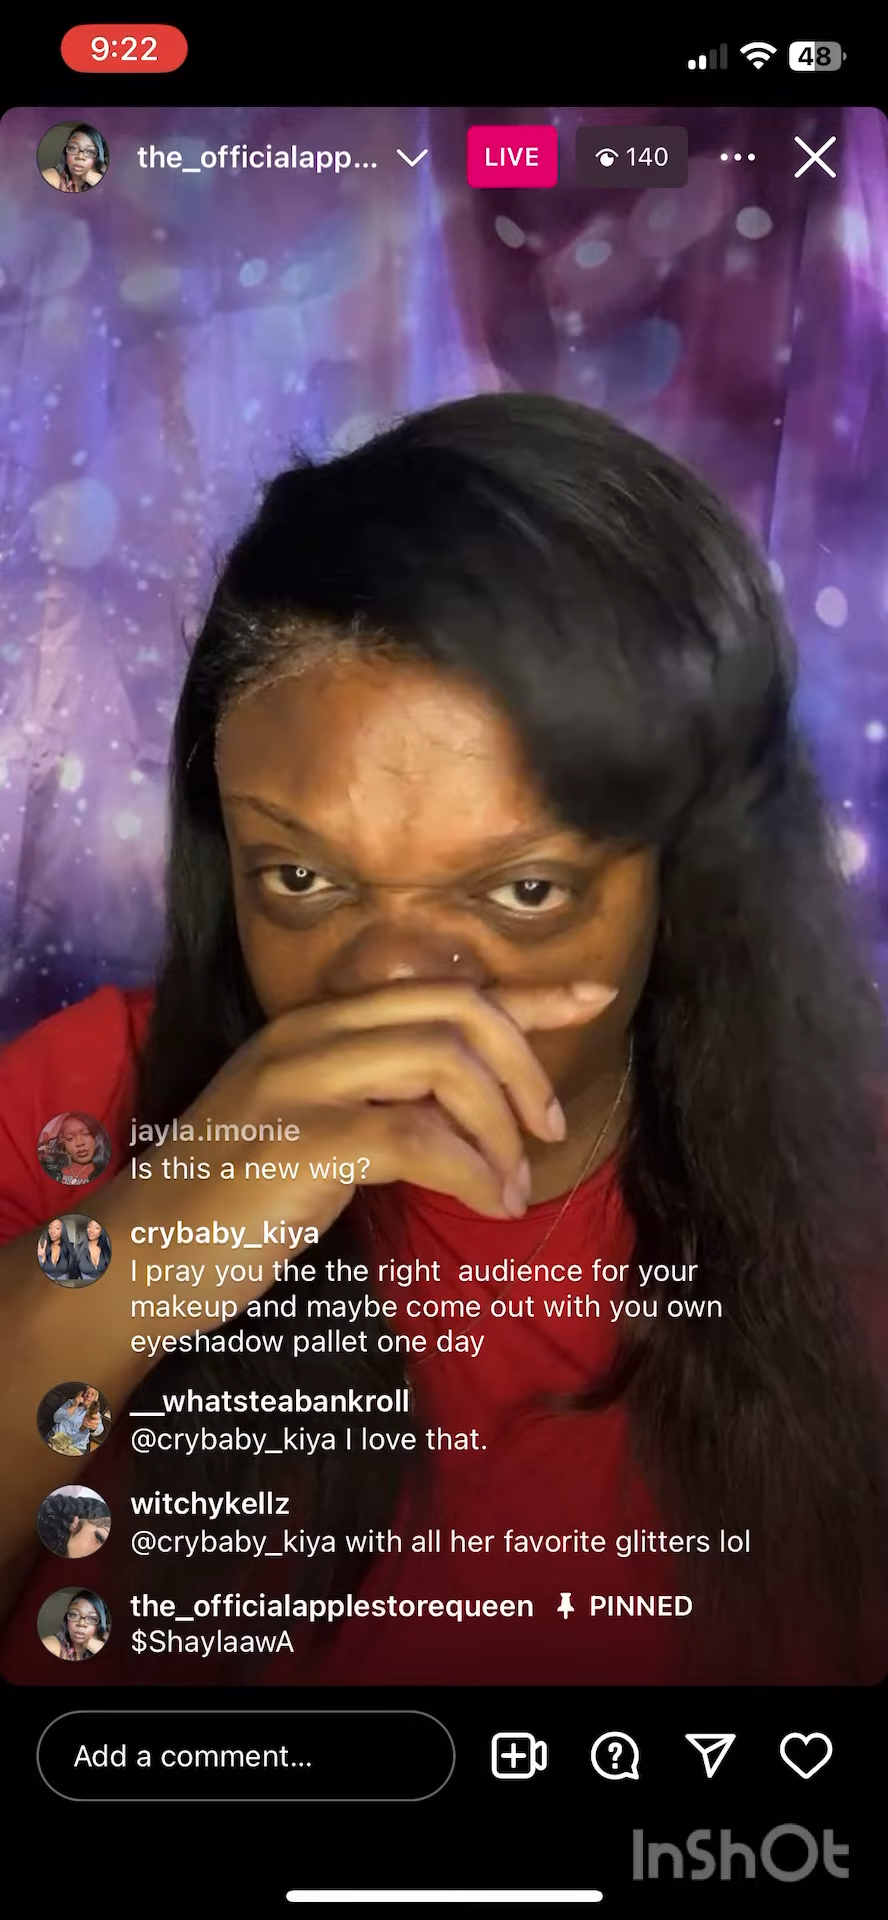 9:22
48
the_officialapp...
LIVE
140
jayla.imonie
Is this a new wig?
crybaby_kiya
I pray you the the right  audience for your
makeup and maybe come out with you own
eyeshadow pallet one day
__whatsteabankroll
@crybaby_kiya I love that.
witchykellz
@crybaby_kiya with all her favorite glitters lol
the_officialapplestorequeen PINNED
$ShaylaawA
Add a comment...
InShOt